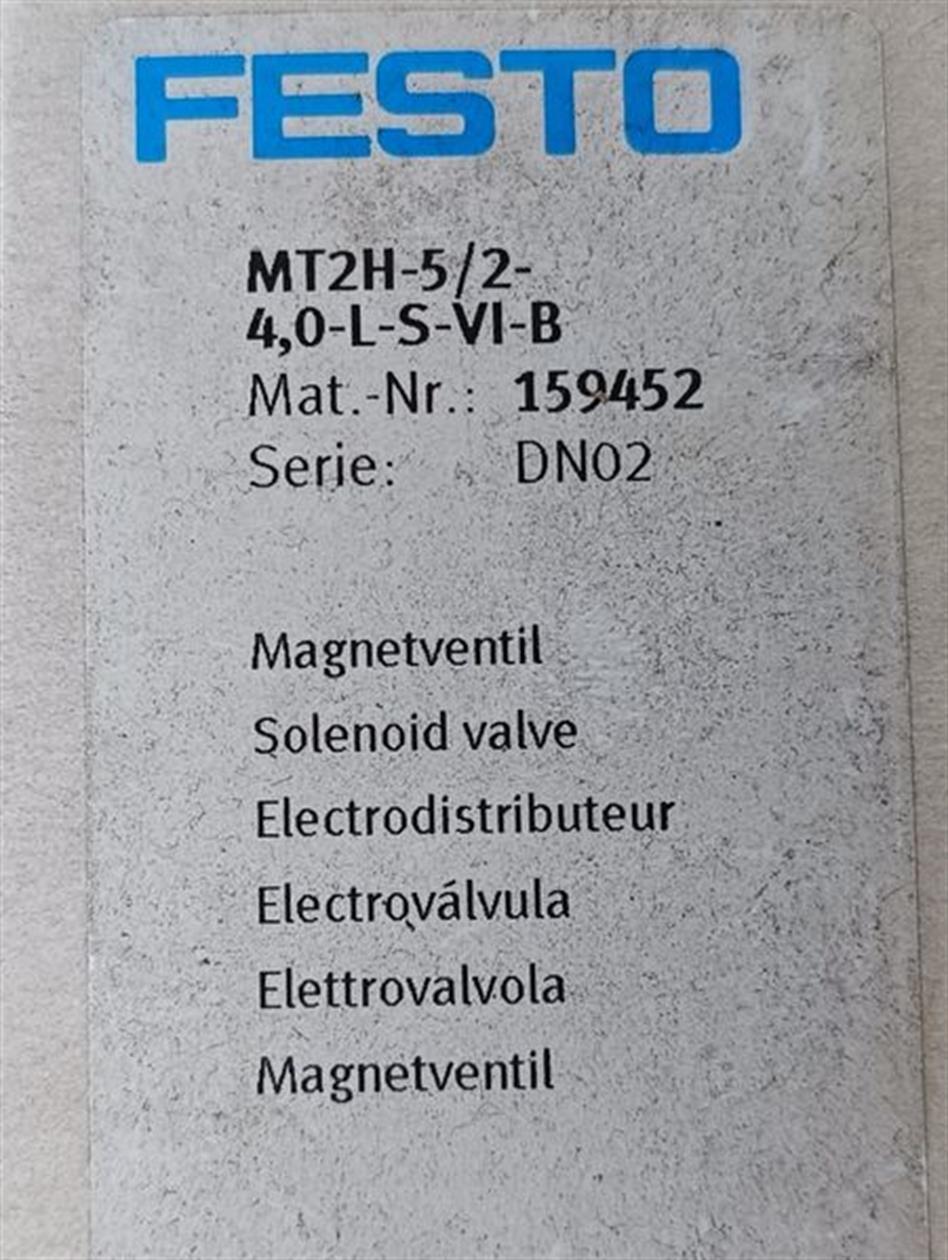 FESTO
MT2H-5/2-
4,0-L-S-VI-B
Mat.-Nr.: 159452
Serie: DN02
Magnetventil
Solenoid valve
Electrodistributeur
Electroválvula
Elettrovalvola
Magnetventil